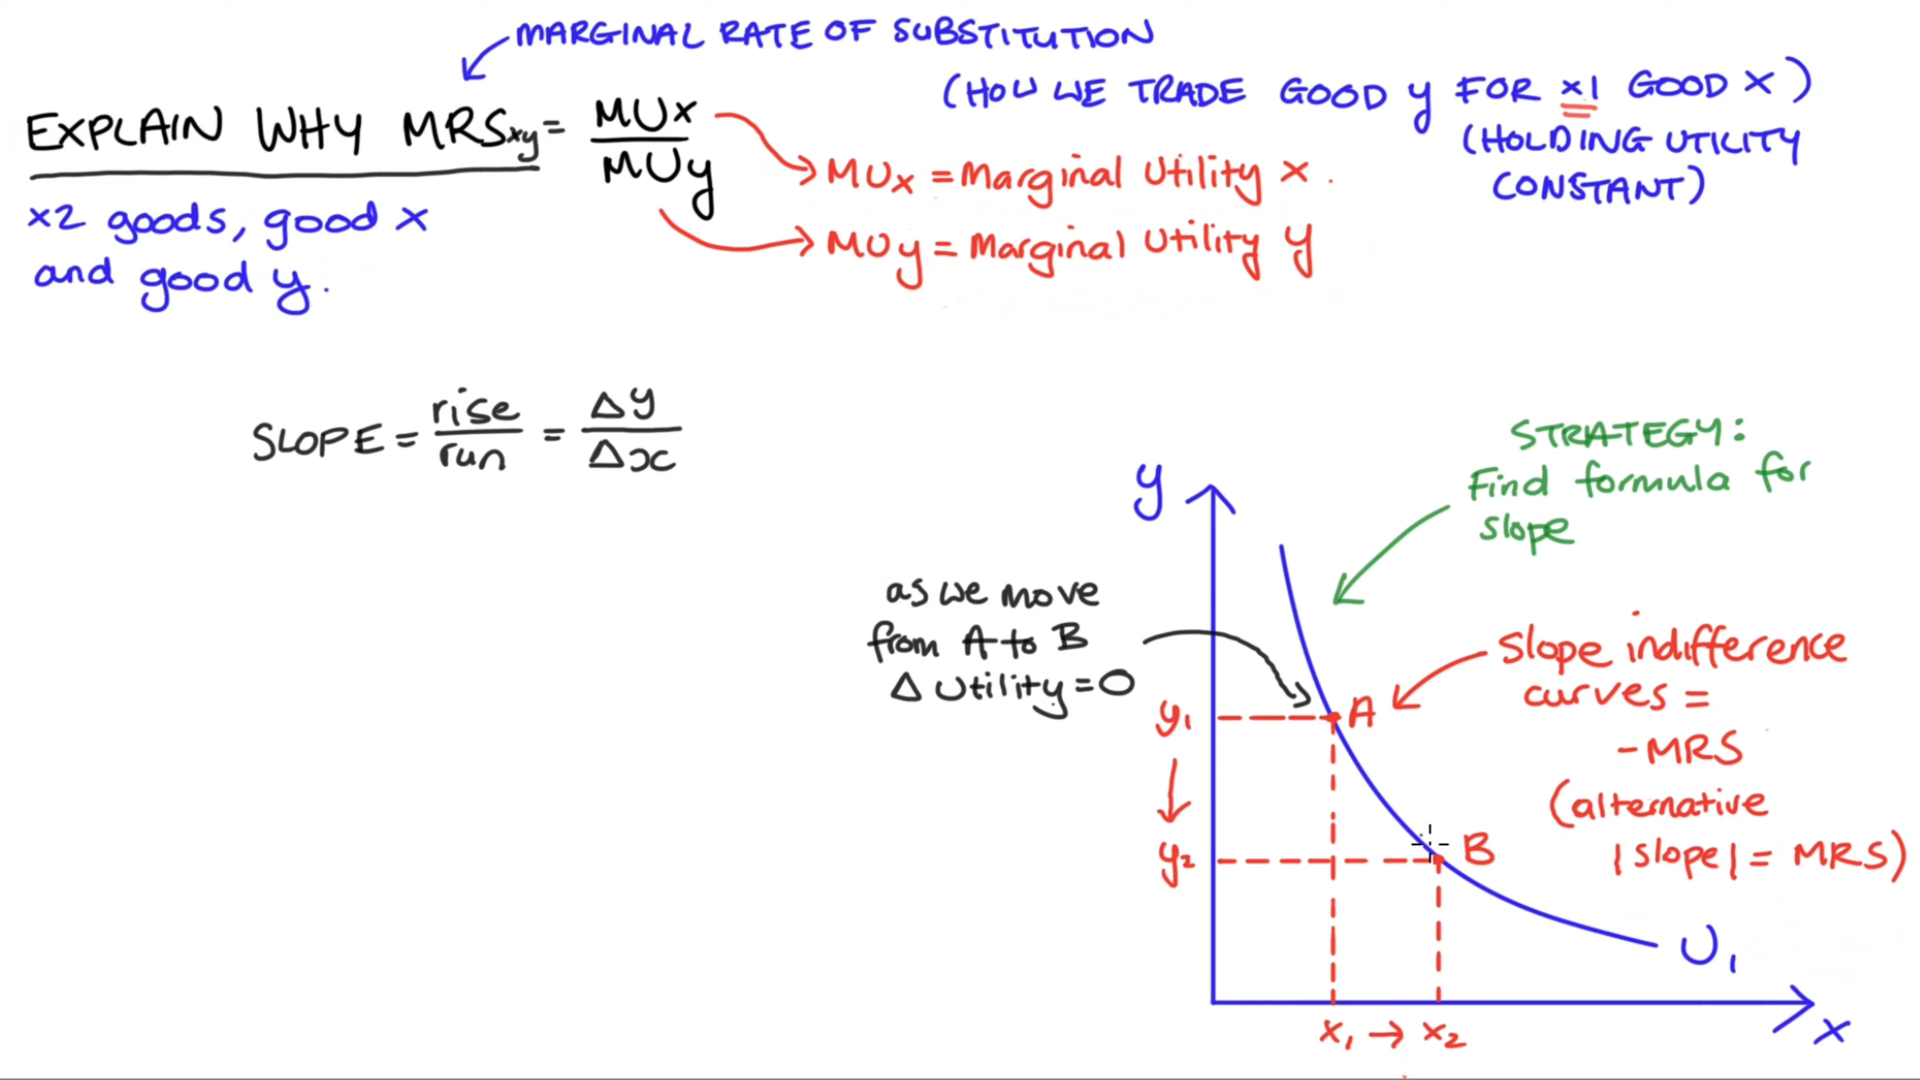 MARGINAL RATE OF SUBSTITUTION
(HOW WE TRADE GOOD y FOR x1 GOOD X)
(HOLDING UTILITY
CONSTANT)
EXPLAIN WHY MRSxy = MUx
MUy
MUx = Marginal Utility x.
MUy = Marginal Utility y
x2 goods, good x
and good y.
SLOPE = rise / run = Δy / Δx
STRATEGY:
Find formula for
slope
y
as we move
from A to B
Δ Utility = 0
Slope indifference
curves =
-MRS
(alternative
|slope| = MRS)
y₁
A
y₂
B
U₁
x₁ → x₂
x